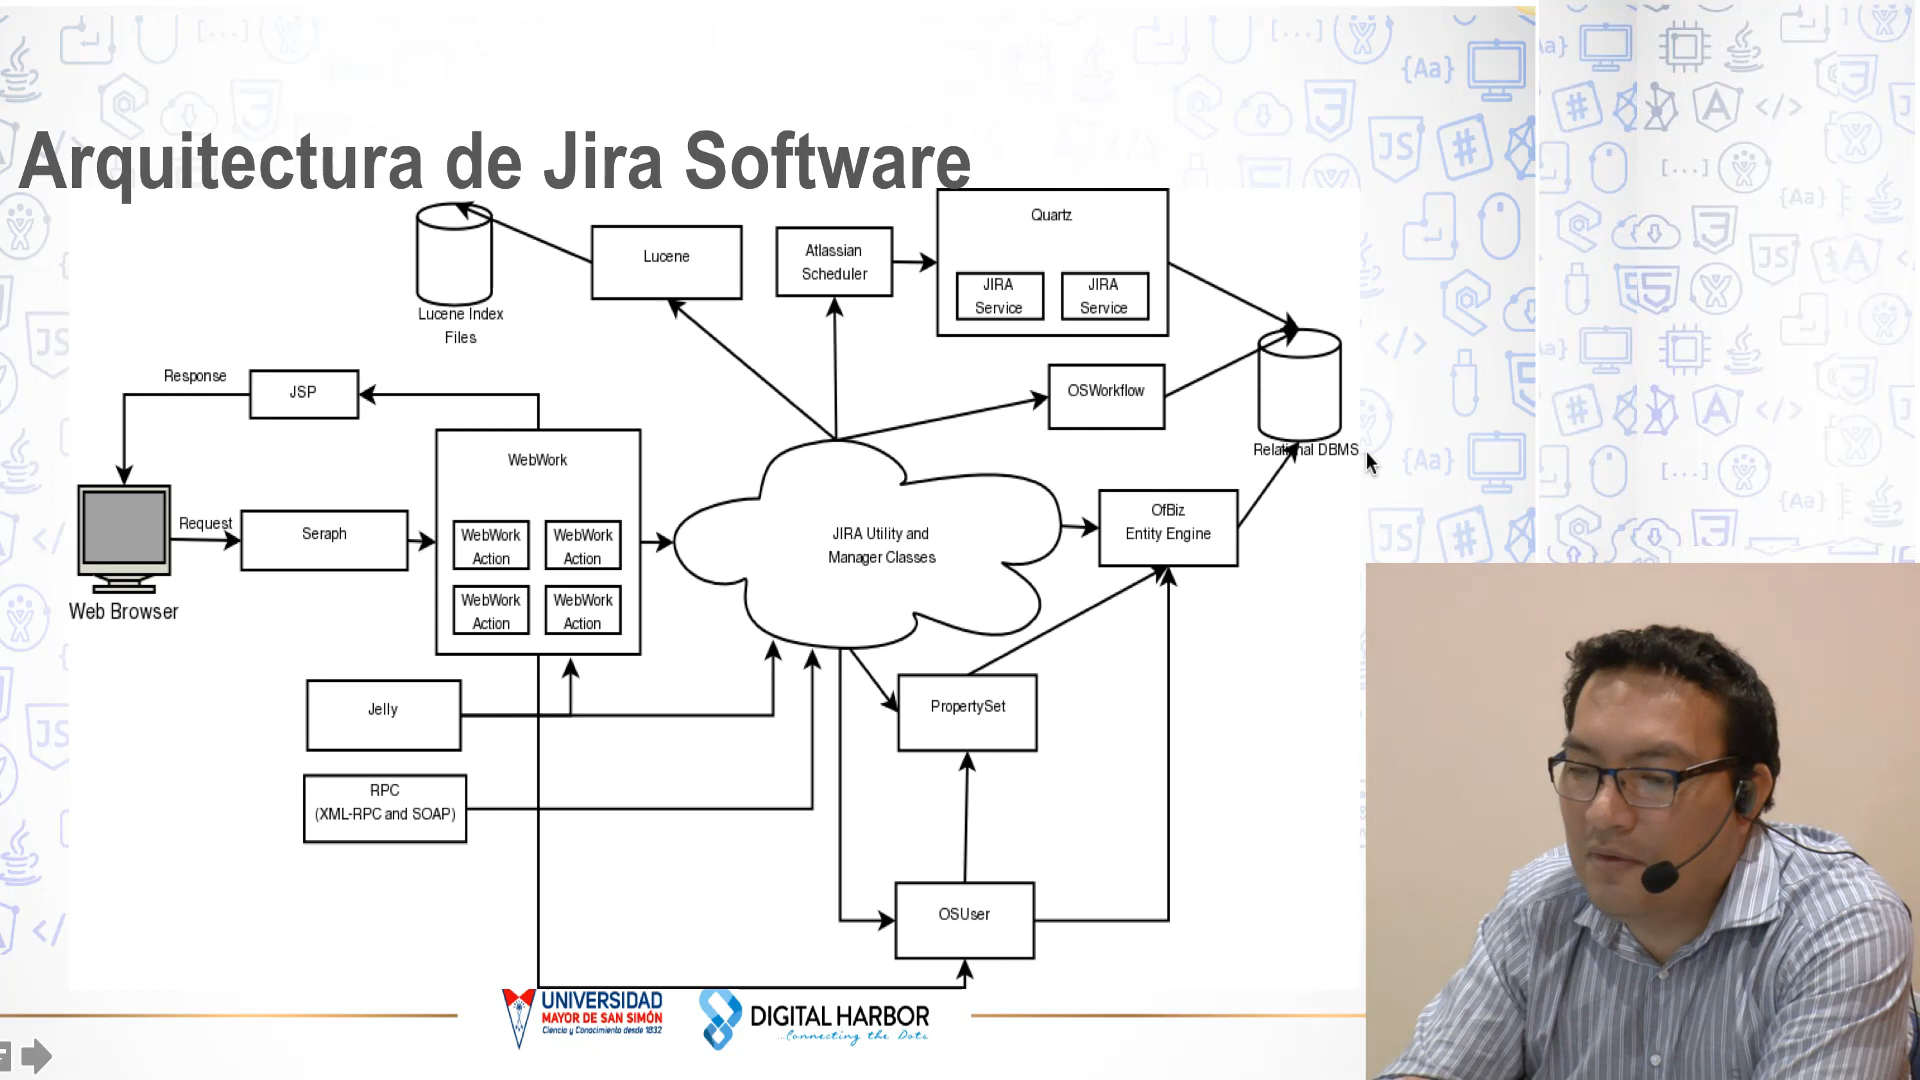 Arquitectura de Jira Software
Quartz
Lucene
Atlassian
Scheduler
JIRA
Service
JIRA
Service
Lucene Index
Files
Response
JSP
OSWorkflow
Relational DBMS
WebWork
Request
Seraph
WebWork
Action
WebWork
Action
WebWork
Action
WebWork
Action
JIRA Utility and
Manager Classes
OfBiz
Entity Engine
Web Browser
Jelly
PropertySet
RPC
(XML-RPC and SOAP)
OSUser
UNIVERSIDAD
MAYOR DE SAN SIMÓN
Ciencia y Conocimiento desde 1832
DIGITAL HARBOR
...Connecting the Dots